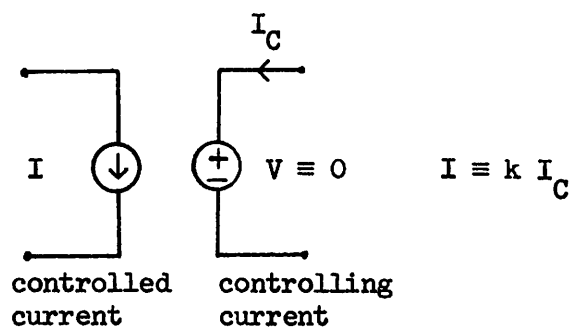 I_C
I
V ≡ 0
I ≡ k I_C
controlled current
controlling current